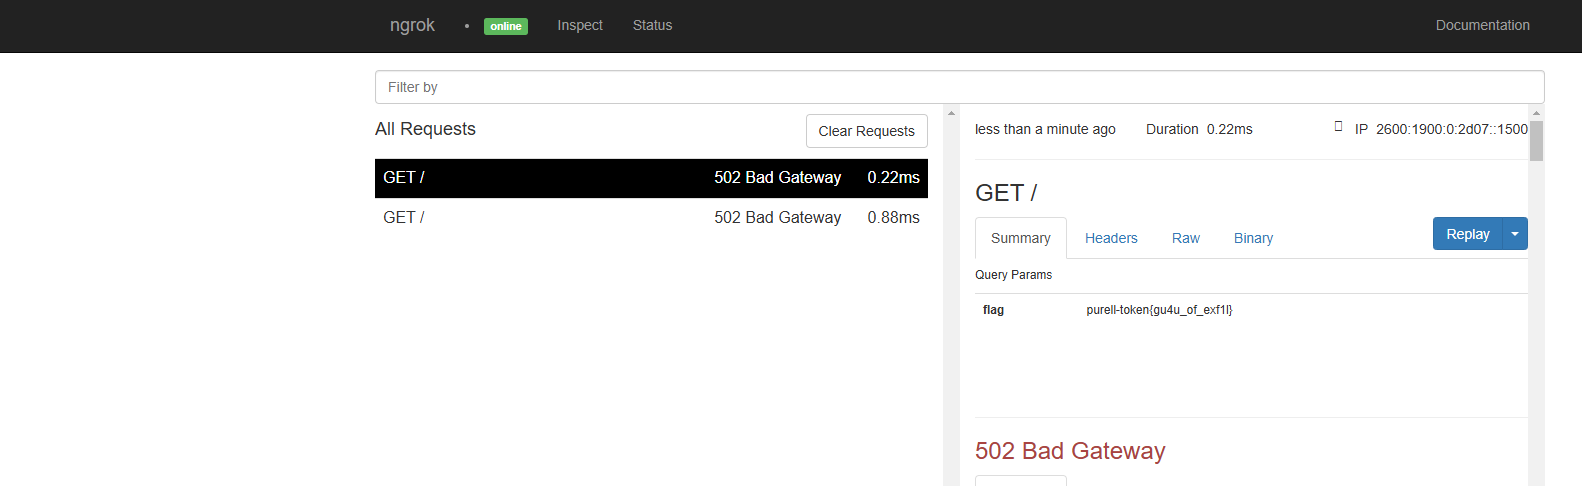 ngrok • online Inspect Status Documentation
Filter by
All Requests Clear Requests
GET / 502 Bad Gateway 0.22ms
GET / 502 Bad Gateway 0.88ms
less than a minute ago Duration 0.22ms IP 2600:1900:0:2d07::1500
GET /
Summary Headers Raw Binary Replay
Query Params
flag purell-token{gu4u_of_exf1l}
502 Bad Gateway